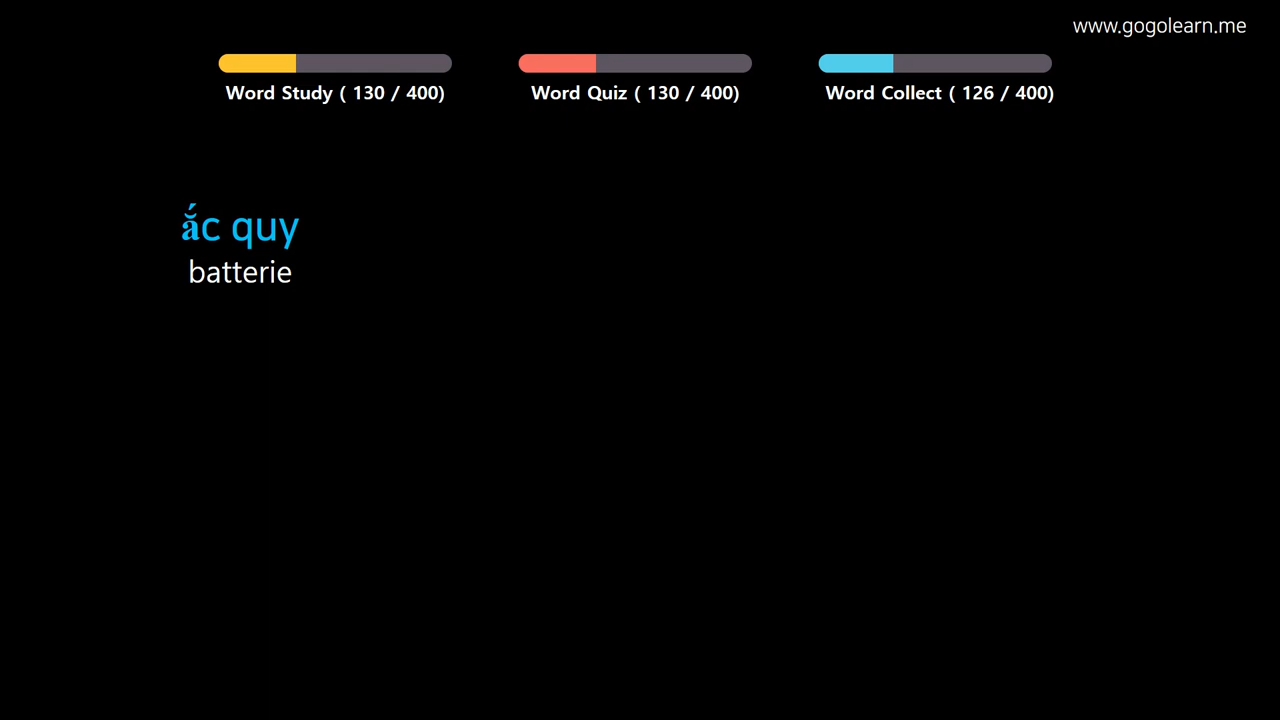 www.gogolearn.me
Word Study ( 130 / 400)
Word Quiz ( 130 / 400)
Word Collect ( 126 / 400)
ắc quy
batterie